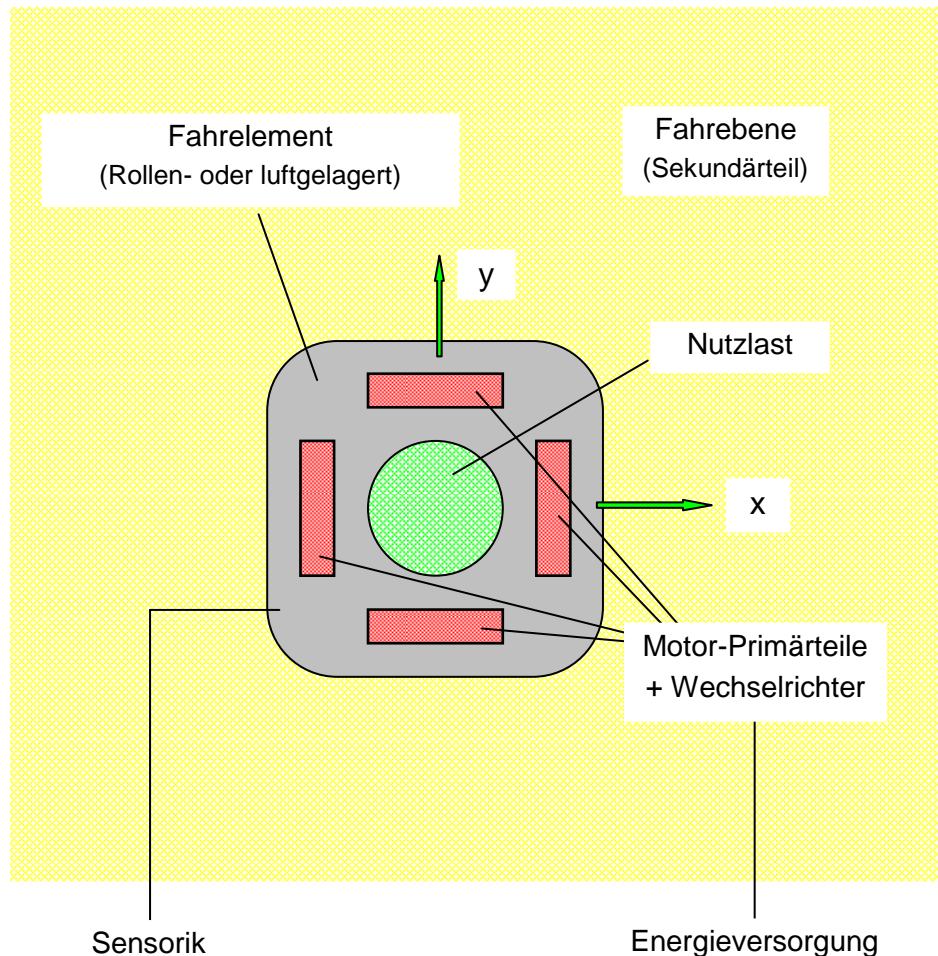 Fahrelement
(Rollen- oder luftgelagert)
Fahrebene
(Sekundärteil)
y
Nutzlast
x
Motor-Primärteile
+ Wechselrichter
Sensorik
Energieversorgung